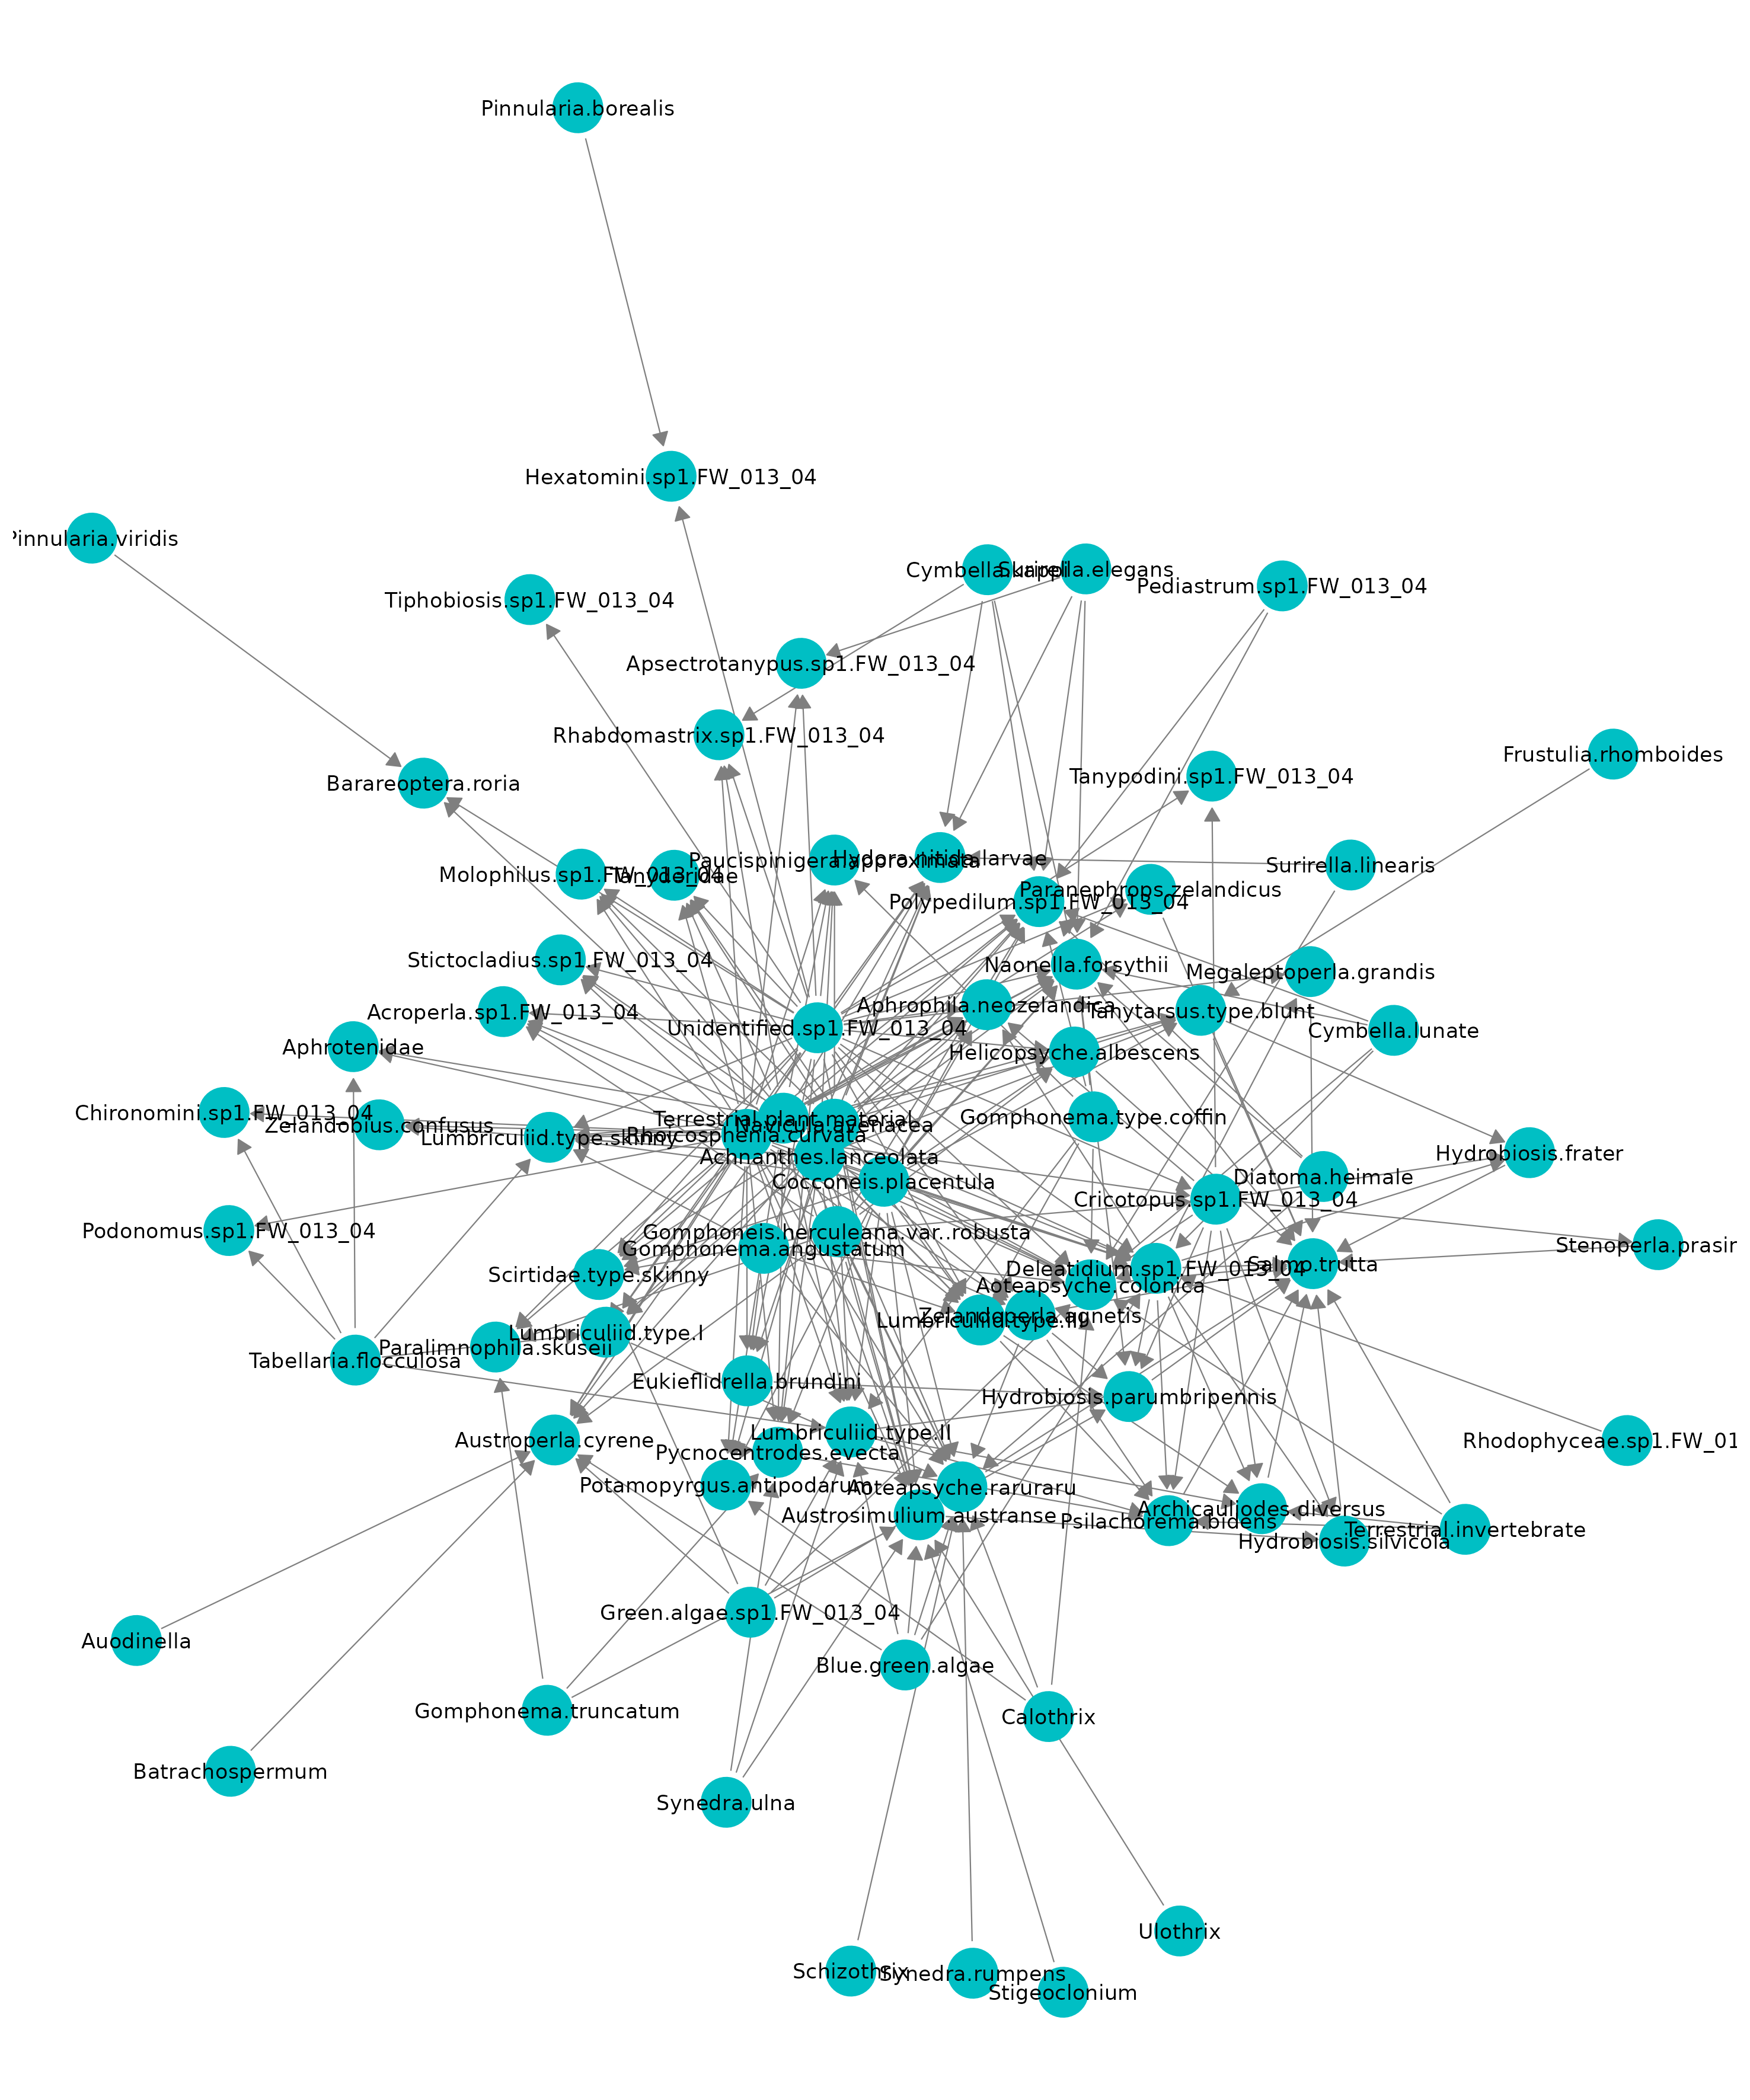 Pinnularia.borealis
Hexatomini.sp1.FW_013_04
Pinnularia.viridis
Cymbella.kappi
Surirella.elegans
Pediastrum.sp1.FW_013_04
Tiphobiosis.sp1.FW_013_04
Apsectrotanypus.sp1.FW_013_04
Rhabdomastrix.sp1.FW_013_04
Frustulia.rhomboides
Tanypodini.sp1.FW_013_04
Barareoptera.roria
Paucispinigera.approximata
Hydora.nitida.larvae
Surirella.linearis
Molophilus.sp1.FW_013_04
Tanyderidae
Paranephrops.zelandicus
Polypedilum.sp1.FW_013_04
Stictocladius.sp1.FW_013_04
Naonella.forsythii
Megaleptoperla.grandis
Acroperla.sp1.FW_013_04
Aphrophila.neozelandica
Tanytarsus.type.blunt
Unidentified.sp1.FW_013_04
Cymbella.lunate
Aphrotenidae
Helicopsyche.albescens
Chironomini.sp1.FW_013_04
Terrestrial.plant.material
Gomphonema.type.coffin
Zelandobius.confusus
Navicula.avenacea
Lumbriculiid.type.skinny
Rhoicosphenia.curvata
Hydrobiosis.frater
Achnanthes.lanceolata
Diatoma.heimale
Cocconeis.placentula
Cricotopus.sp1.FW_013_04
Podonomus.sp1.FW_013_04
Gomphoneis.herculeana.var..robusta
Gomphonema.angustatum
Stenoperla.prasir
Salmo.trutta
Deleatidium.sp1.FW_013_04
Scirtidae.type.skinny
Aoteapsyche.colonica
Zelandoperla.agnetis
Lumbriculiid.type.III
Lumbriculiid.type.I
Paralimnophila.skuseii
Tabellaria.flocculosa
Eukieflidrella.brundini
Hydrobiosis.parumbripennis
Lumbriculiid.type.II
Austroperla.cyrene
Rhodophyceae.sp1.FW_01
Pycnocentrodes.evecta
Potamopyrgus.antipodarum
Aoteapsyche.raruraru
Archicauliodes.diversus
Austrosimulium.austranse
Psilachorema.bidens
Terrestrial.invertebrate
Hydrobiosis.silvicola
Green.algae.sp1.FW_013_04
Auodinella
Blue.green.algae
Gomphonema.truncatum
Calothrix
Batrachospermum
Synedra.ulna
Ulothrix
Schizothrix
Synedra.rumpens
Stigeoclonium